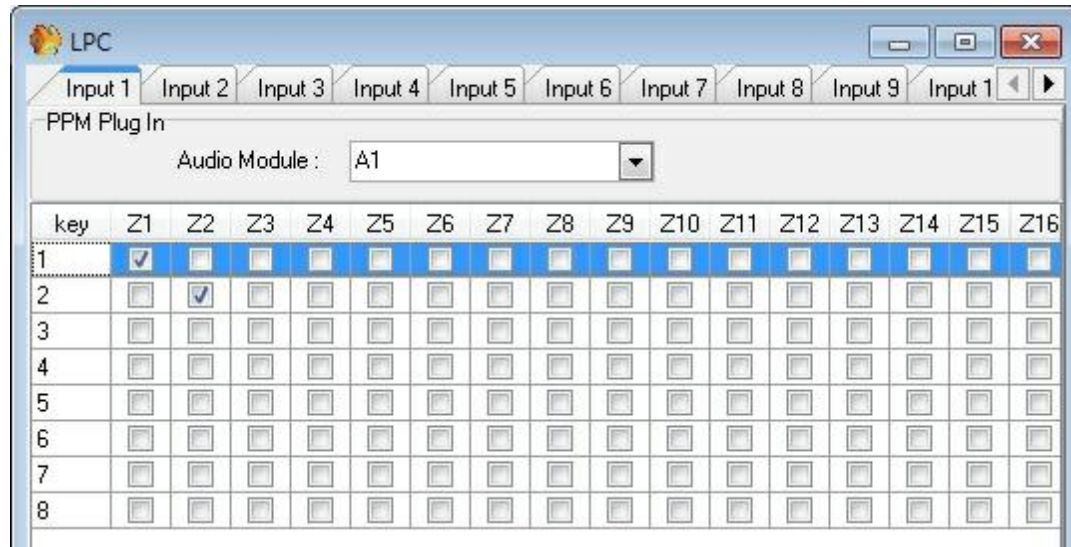 LPC
Input 1 Input 2 Input 3 Input 4 Input 5 Input 6 Input 7 Input 8 Input 9 Input 1
PPM Plug In
Audio Module : A1
key Z1 Z2 Z3 Z4 Z5 Z6 Z7 Z8 Z9 Z10 Z11 Z12 Z13 Z14 Z15 Z16
1
2
3
4
5
6
7
8